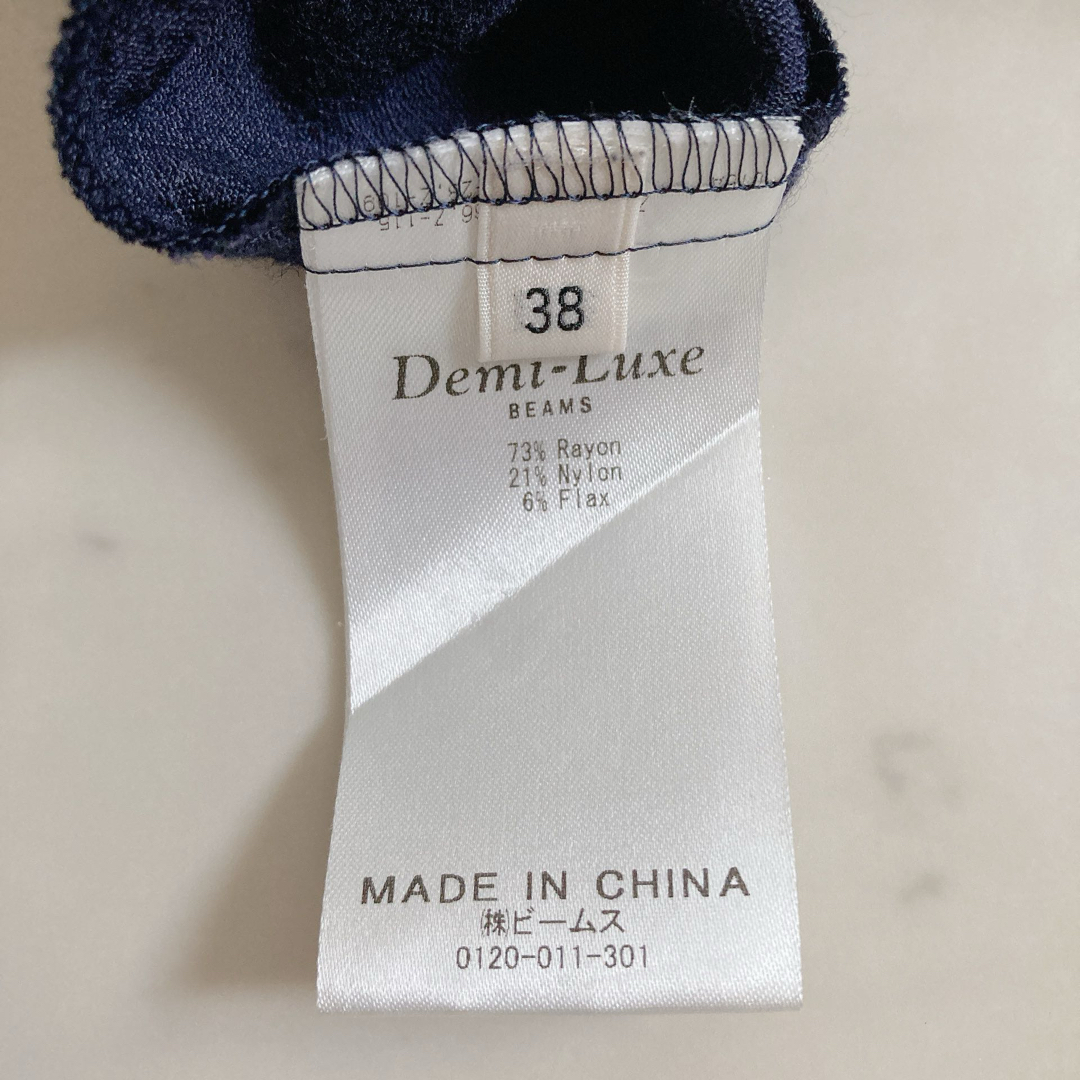 38
Demi-Luxe
BEAMS
73% Rayon
21% Nylon
6% Flax
MADE IN CHINA
㈱ビームス
0120-011-301